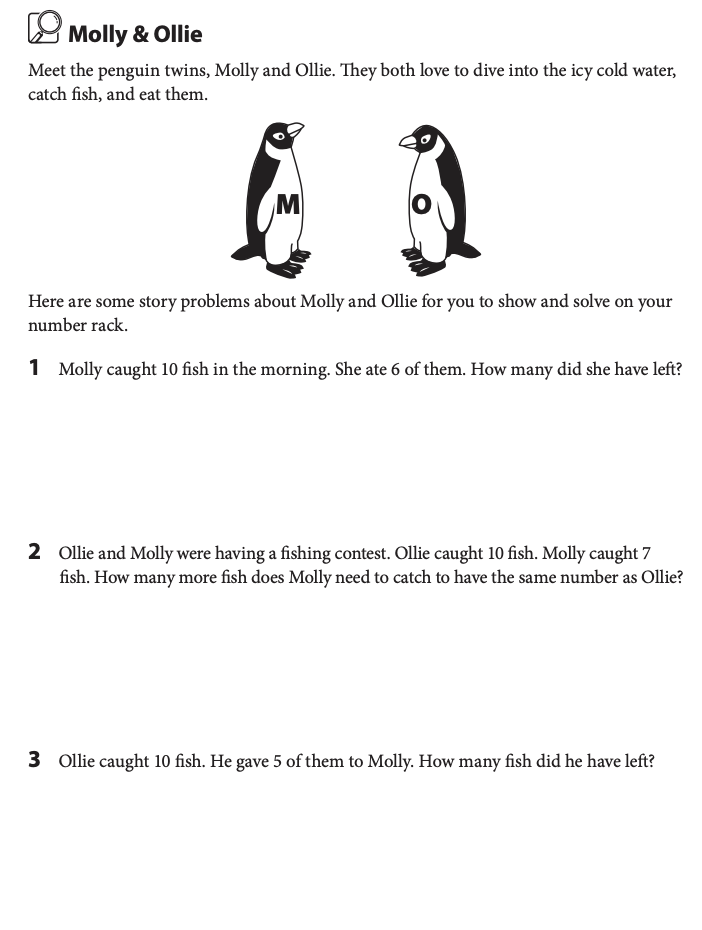 Molly & Ollie
Meet the penguin twins, Molly and Ollie. They both love to dive into the icy cold water,
catch fish, and eat them.
M O
Here are some story problems about Molly and Ollie for you to show and solve on your
number rack.
1 Molly caught 10 fish in the morning. She ate 6 of them. How many did she have left?
2 Ollie and Molly were having a fishing contest. Ollie caught 10 fish. Molly caught 7
fish. How many more fish does Molly need to catch to have the same number as Ollie?
3 Ollie caught 10 fish. He gave 5 of them to Molly. How many fish did he have left?